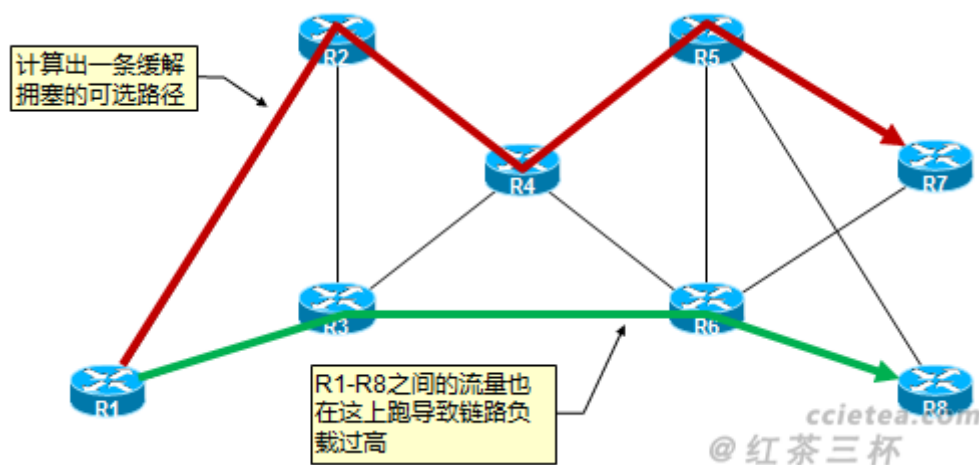 R2
R5
计算出一条缓解
拥塞的可选路径
R4
R7
R3
R6
R1-R8之间的流量也
在这上跑导致链路负
载过高
R1
R8
ccietea.com
@红茶三杯